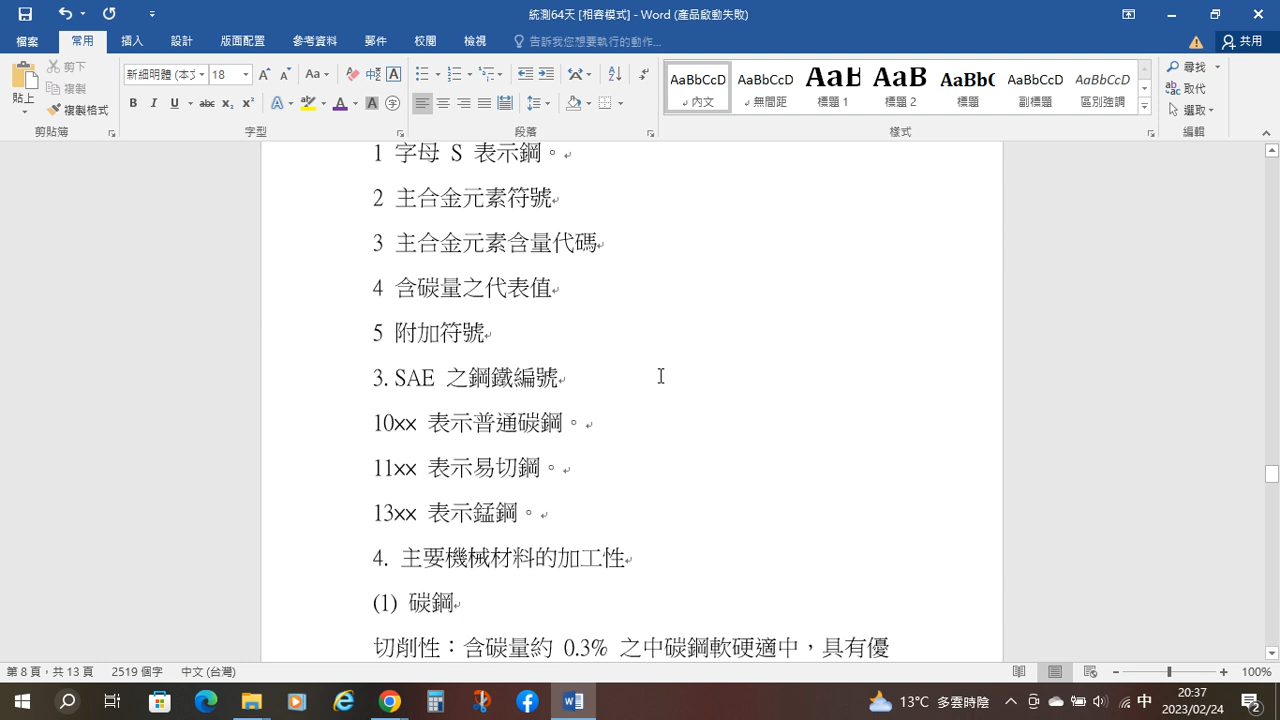 統測64天 [相容模式] - Word (產品啟動失敗)
檔案 常用 插入 設計 版面配置 參考資料 郵件 校閱 檢視 告訴我您想要執行的動作... 共用
貼上
剪下
複製
複製格式
剪貼簿
新細明體 (本文 18
字型
段落
AaBbCcD AaBbCcD AaBb AaB AaBb( AaBbCcD AaBbCcD
內文 無間距 標題 1 標題 2 標題 副標題 區別強調
樣式
尋找
取代
選取
編輯
1 字母 S 表示鋼。
2 主合金元素符號
3 主合金元素含量代碼
4 含碳量之代表值
5 附加符號
3. SAE 之鋼鐵編號
10xx 表示普通碳鋼。
11xx 表示易切鋼。
13xx 表示錳鋼。
4. 主要機械材料的加工性
(1) 碳鋼
切削性：含碳量約 0.3% 之中碳鋼軟硬適中，具有優
第 8 頁，共 13 頁 2519 個字 中文 (台灣) 100%
13°C 多雲時陰 中 20:37
2023/02/24 2